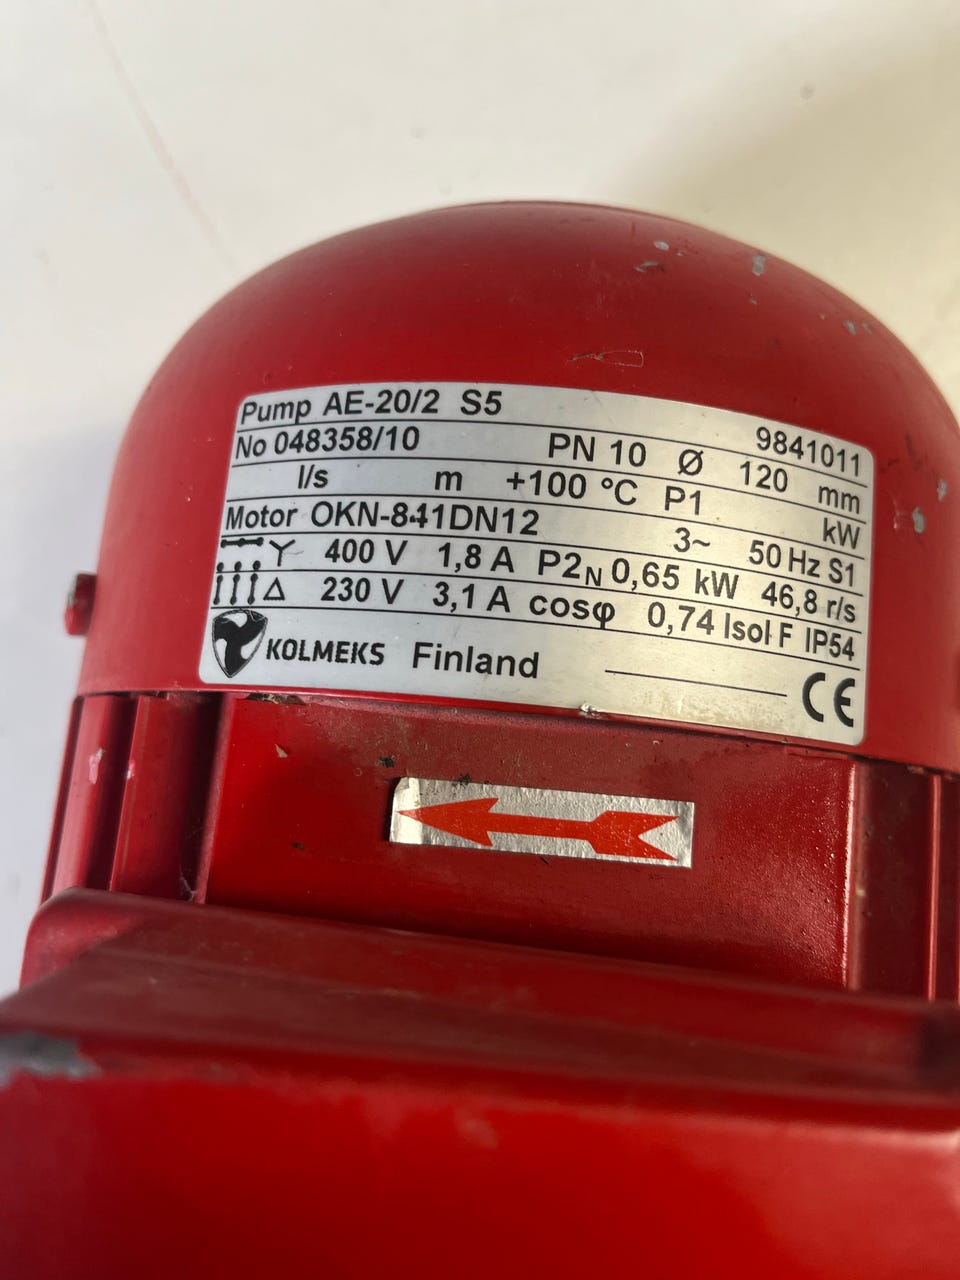 Pump AE-20/2 S5 9841011
No 048358/10 PN 10 Ø 120 mm
l/s m +100 °C P1 kW
Motor OKN-841DN12 3~ 50 Hz S1
Y 400 V 1,8 A P2N 0,65 kW 46,8 r/s
Δ 230 V 3,1 A cosφ 0,74 Isol F IP54
KOLMEKS Finland CE